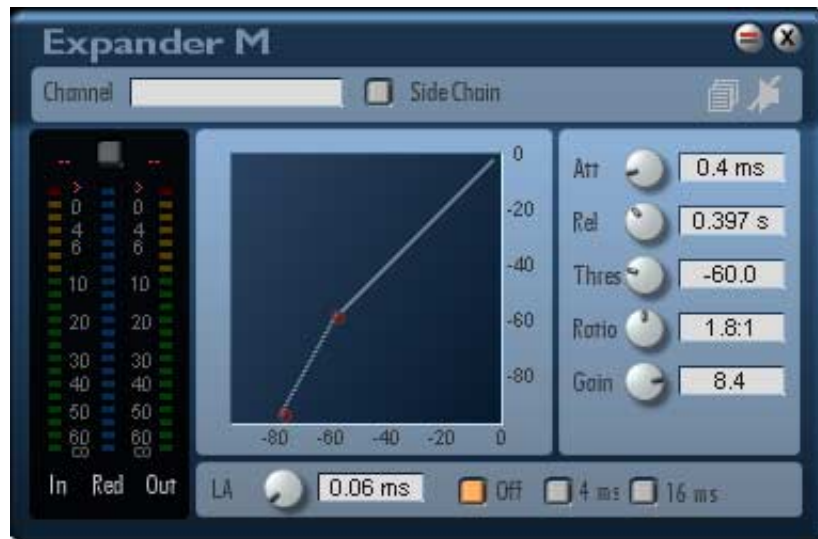 Expander M
X
Channel
Side Chain
-- --
> >
0 0
4 4
6 6
10 10
20 20
30 30
40 40
50 50
60 60
∞ ∞
In Red Out
0
-20
-40
-60
-80
-80 -60 -40 -20 0
Att 0.4 ms
Rel 0.397 s
Thres -60.0
Ratio 1.8:1
Gain 8.4
LA 0.06 ms Off 4 ms 16 ms